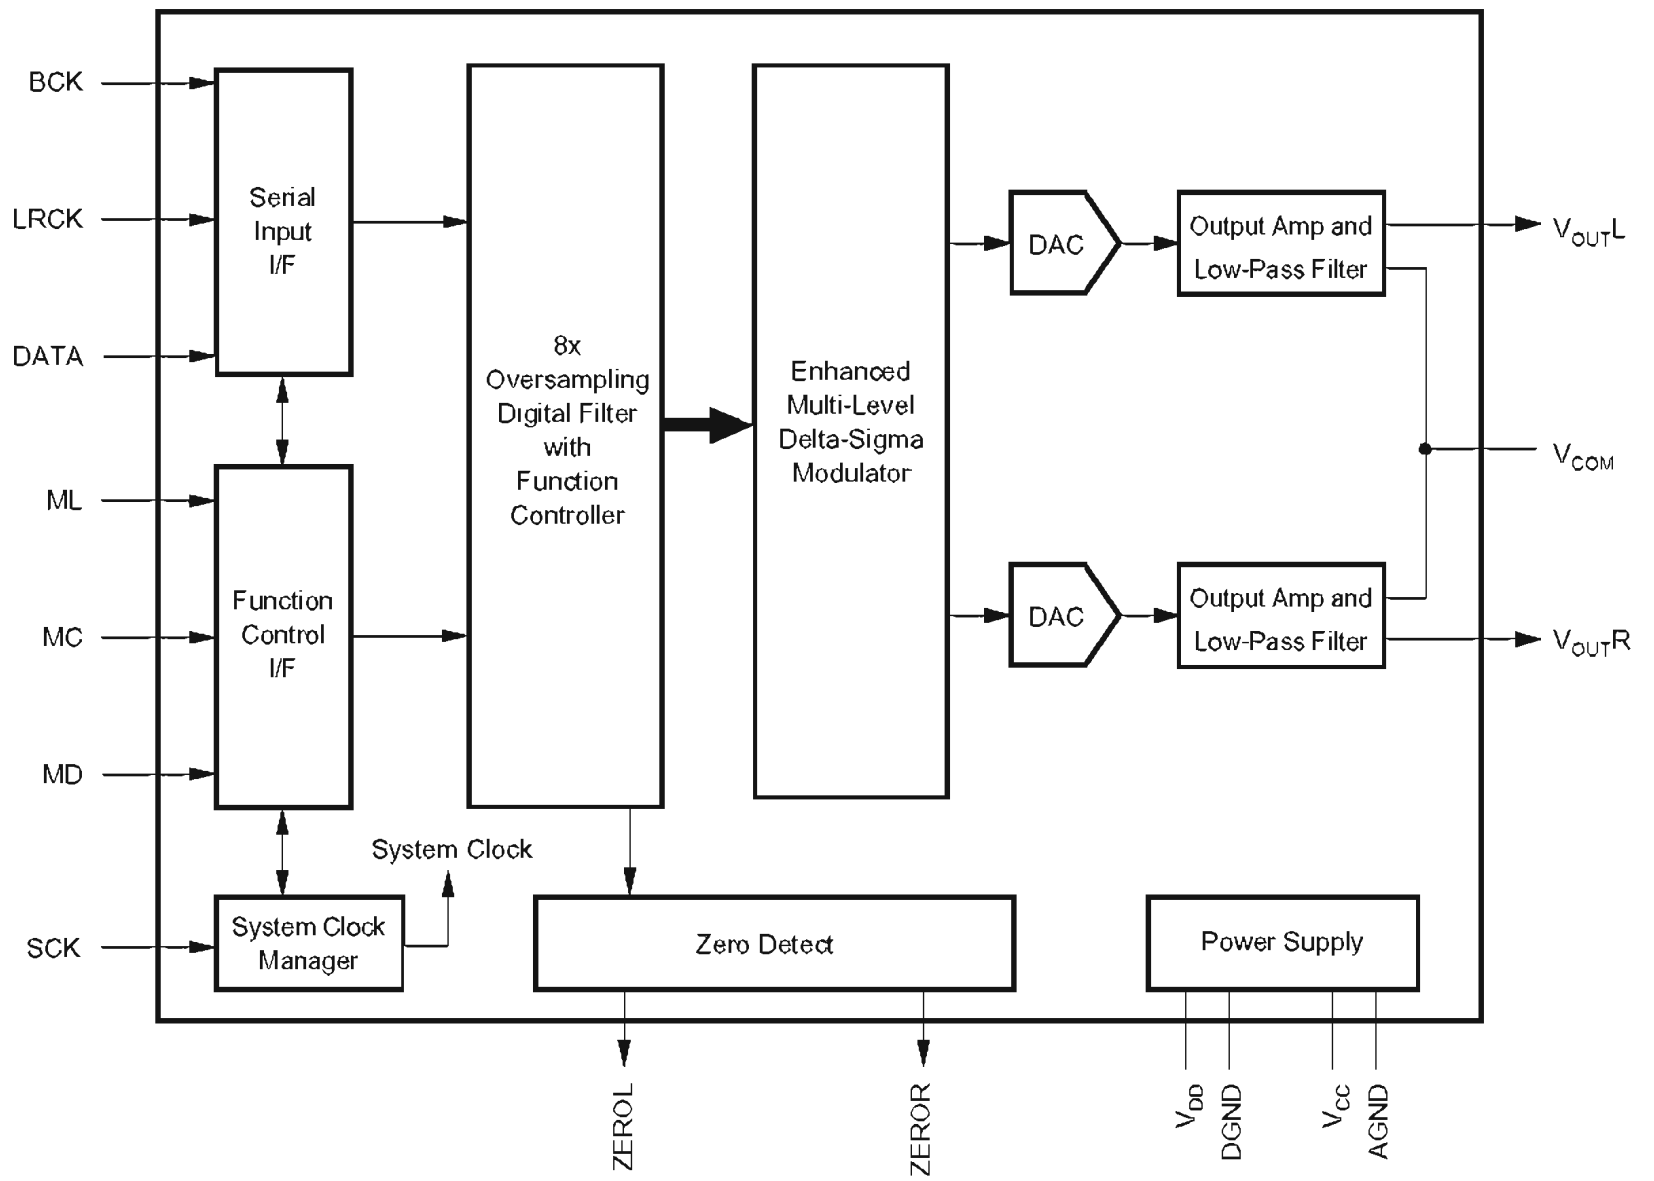 BCK
LRCK
DATA
ML
MC
MD
SCK
Serial
Input
I/F
Function
Control
I/F
System Clock
System Clock
Manager
8x
Oversampling
Digital Filter
with
Function
Controller
Enhanced
Multi-Level
Delta-Sigma
Modulator
DAC
Output Amp and
Low-Pass Filter
DAC
Output Amp and
Low-Pass Filter
VOUTL
VCOM
VOUTR
Zero Detect
Power Supply
ZEROL
ZEROR
VDD
DGND
VCC
AGND